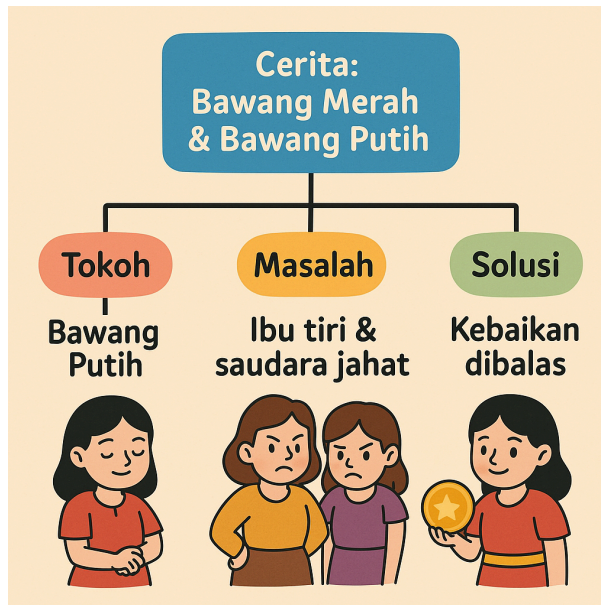 Cerita:
Bawang Merah
& Bawang Putih
Tokoh
Masalah
Solusi
Bawang
Putih
Ibu tiri &
saudara jahat
Kebaikan
dibalas